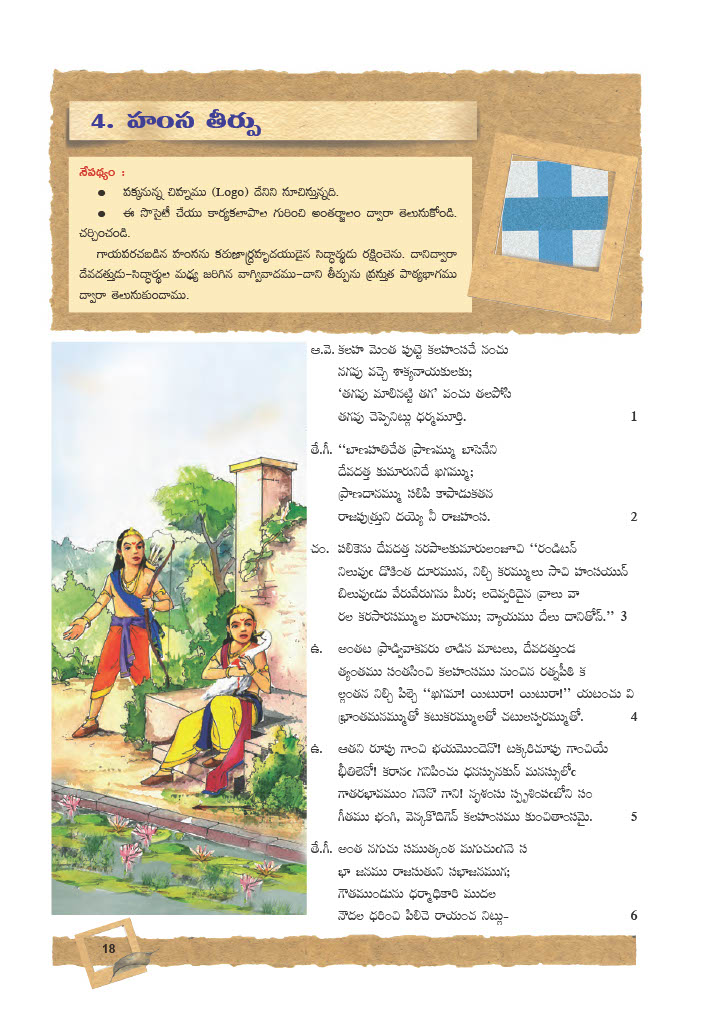 4. హంస తీర్పు
నేపథ్యం :
● పక్కనున్న చిహ్నము (Logo) దేనిని సూచిస్తున్నది.
● ఈ సొసైటీ చేయు కార్యకలాపాల గురించి అంతర్జాలం ద్వారా తెలుసుకోండి.
చర్చించండి.
గాయపరచబడిన హంసను కరుణార్ద్రహృదయుడైన సిద్ధార్థుడు రక్షించెను. దానిద్వారా
దేవదత్తుడు-సిద్ధార్థుల మధ్య జరిగిన వాగ్వివాదము-దాని తీర్పును ప్రస్తుత పాఠ్యభాగము
ద్వారా తెలుసుకుందాము.
ఆ.వె. కలహ మెంత పుట్టె కలహంసచే నంచు
నగవు వచ్చె శాక్యనాయకులకు;
‘తగవు మాలినట్టి తగ’ వంచు తలపోసి
తగవు చెప్పెనిట్లు ధర్మమూర్తి. 1
తే.గీ. “బాణహతిచేత ప్రాణమ్ము బాసెనేని
దేవదత్త కుమారునిదే ఖగమ్ము;
ప్రాణదానమ్ము సలిపి కాపాడుకతన
రాజపుత్త్రుని దయ్యె నీ రాజహంస. 2
చం. పలికెను దేవదత్త నరపాలకుమారులంజూచి “రండిటన్
నిలువుఁ డొకింత దూరమున, నిల్చి కరమ్ములు సాచి హంసయున్
బిలువుఁడు వేరువేరుగను మీర; లదెవ్వరిదైన వ్రాలు వా
రల కరసారసమ్ముల మరాళము; న్యాయము దేలు దానితోన్.” 3
ఉ. అంతట ప్రాడ్వివాకవరు లాడిన మాటలు, దేవదత్తుండ
త్యంతము సంతసించి కలహంసము నుంచిన రత్నపీఠి క
ల్లంతన నిల్చి పిల్చె “ఖగమా! యిటురా! యిటురా!” యటంచు వి
భ్రాంతమనమ్ముతో కటుకరమ్ములతో చటులస్వరమ్ముతో. 4
ఉ. ఆతని రూపు గాంచి భయమొందెనో! టక్కరిచూపు గాంచియే
భీతిలెనో! కరానఁ గనిపించు ధనస్సునకున్ మనస్సులోఁ
గాతరభావముం గనెనొ గాని! నృశంసు స్పృశింపఁబోని సం
గీతము భంగి, వెన్కకొదిగెన్ కలహంసము కుంచితాంసమై. 5
తే.గీ. అంత నగుచు సముత్కంఠ మగుచుఁగనె స
భా జనము రాజసుతుని సభాజనముగ;
గౌతముండును ధర్మాధికారి ముదల
నౌదల ధరించి పిలిచె రాయంచ నిట్లు- 6
18